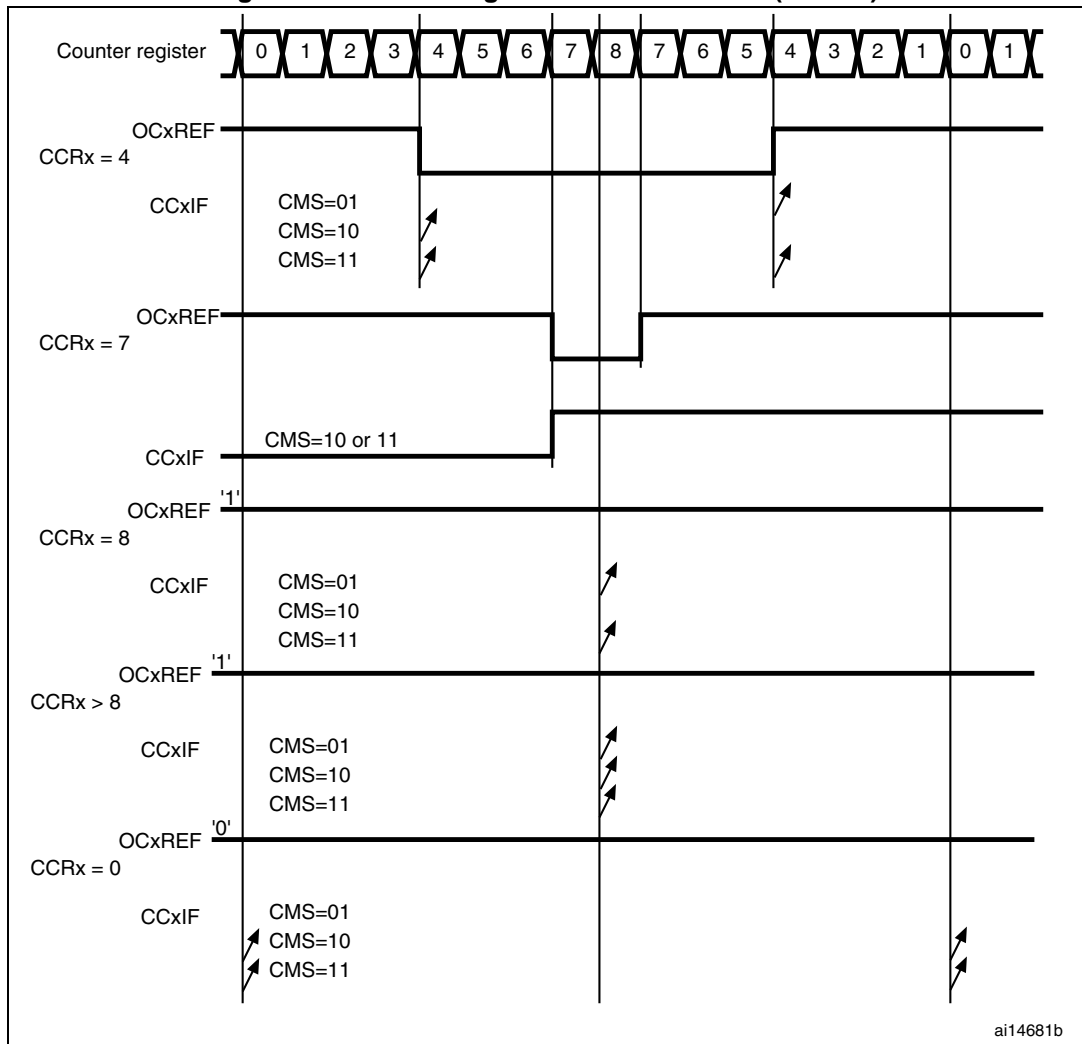 Counter register 0 1 2 3 4 5 6 7 8 7 6 5 4 3 2 1 0 1
OCxREF
CCRx = 4
CCxIF CMS=01
CMS=10
CMS=11
OCxREF
CCRx = 7
CMS=10 or 11
CCxIF
'1'
OCxREF
CCRx = 8
CCxIF CMS=01
CMS=10
CMS=11
'1'
OCxREF
CCRx > 8
CCxIF CMS=01
CMS=10
CMS=11
'0'
OCxREF
CCRx = 0
CCxIF CMS=01
CMS=10
CMS=11
ai14681b